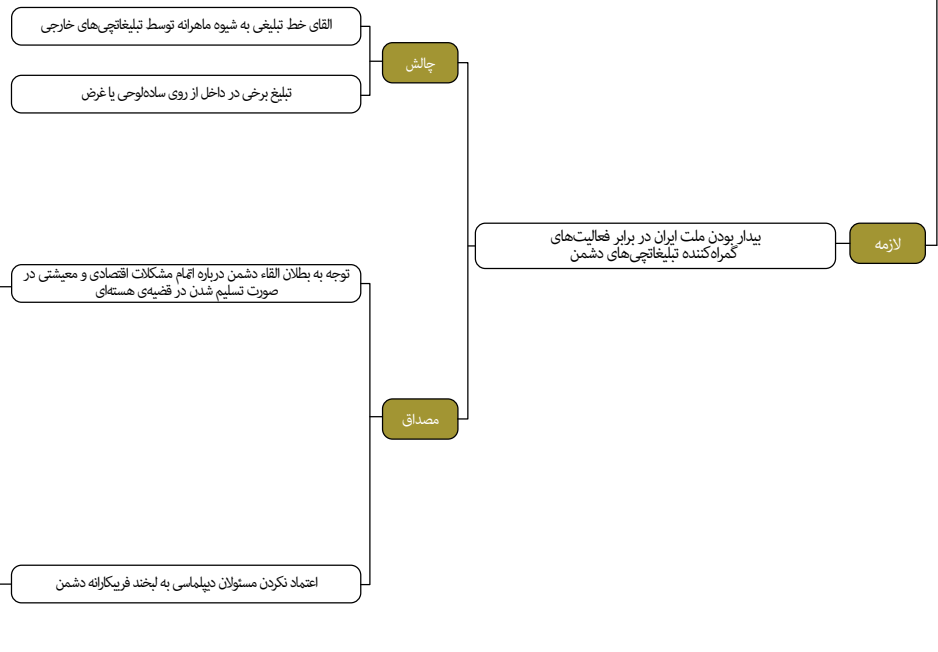 لازمه
بیدار بودن ملت ایران در برابر فعالیت‌های
گمراه‌کننده تبلیغاتچی‌های دشمن
چالش
القای خط تبلیغی به شیوه ماهرانه توسط تبلیغاتچی‌های خارجی
تبلیغ برخی در داخل از روی ساده‌لوحی یا غرض
مصداق
توجه به بطلان القاء دشمن درباره اتمام مشکلات اقتصادی و معیشتی در
صورت تسلیم شدن در قضیه‌ی هسته‌ای
اعتماد نکردن مسئولان دیپلماسی به لبخند فریبکارانه دشمن